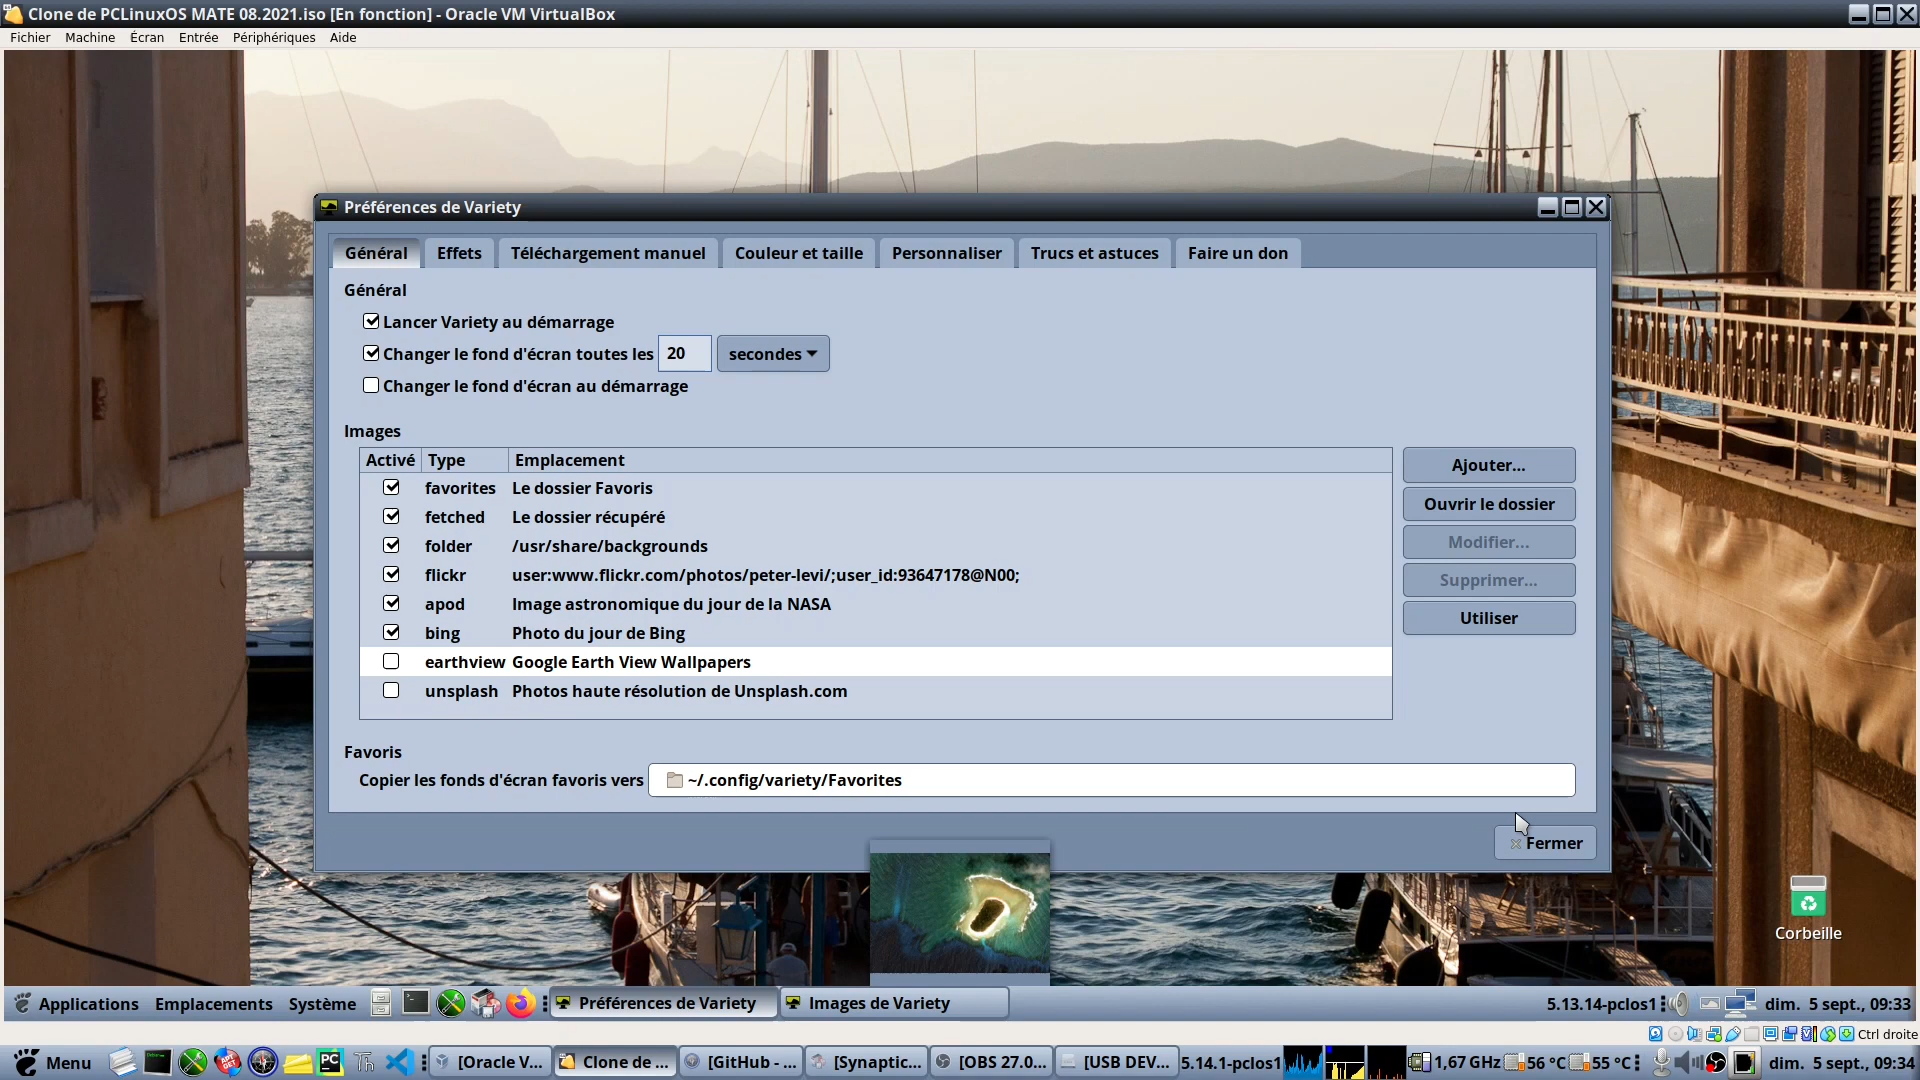 Clone de PCLinuxOS MATE 08.2021.iso [En fonction] - Oracle VM VirtualBox
Fichier Machine Écran Entrée Périphériques Aide
Préférences de Variety
Général Effets Téléchargement manuel Couleur et taille Personnaliser Trucs et astuces Faire un don
Général
Lancer Variety au démarrage
Changer le fond d'écran toutes les 20 secondes
Changer le fond d'écran au démarrage
Images
Activé Type Emplacement
favorites Le dossier Favoris
fetched Le dossier récupéré
folder /usr/share/backgrounds
flickr user:www.flickr.com/photos/peter-levi/;user_id:93647178@N00;
apod Image astronomique du jour de la NASA
bing Photo du jour de Bing
earthview Google Earth View Wallpapers
unsplash Photos haute résolution de Unsplash.com
Ajouter...
Ouvrir le dossier
Modifier...
Supprimer...
Utiliser
Favoris
Copier les fonds d'écran favoris vers ~/.config/variety/Favorites
Fermer
Corbeille
Applications Emplacements Système Préférences de Variety Images de Variety 5.13.14-pclos1 dim. 5 sept., 09:33
Ctrl droite
Menu PC Th [Oracle V... Clone de ... [GitHub - ... [Synaptic... [OBS 27.0... [USB DEV... 5.14.1-pclos1 1,67 GHz 56 °C 55 °C dim. 5 sept., 09:34